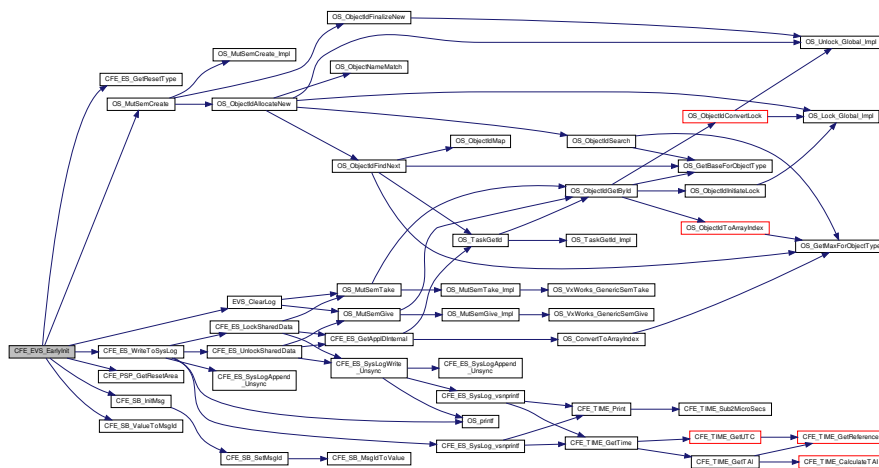 OS_ObjectIdFinalizeNew
OS_Unlock_Global_Impl
OS_MutSemCreate_Impl
OS_ObjectNameMatch
CFE_ES_GetResetType
OS_MutSemCreate
OS_ObjectIdAllocateNew
OS_ObjectIdConvertLock
OS_Lock_Global_Impl
OS_ObjectIdMap
OS_ObjectIdSearch
OS_ObjectIdFindNext
OS_GetBaseForObjectType
OS_ObjectIdGetById
OS_ObjectIdInitiateLock
OS_ObjectIdToArrayIndex
OS_TaskGetId
OS_TaskGetId_Impl
OS_GetMaxForObjectType
OS_MutSemTake
OS_MutSemTake_Impl
OS_VxWorks_GenericSemTake
EVS_ClearLog
OS_MutSemGive
OS_MutSemGive_Impl
OS_VxWorks_GenericSemGive
CFE_ES_LockSharedData
CFE_ES_GetAppIDInternal
OS_ConvertToArrayIndex
CFE_EVS_EarlyInit
CFE_ES_WriteToSysLog
CFE_ES_UnlockSharedData
CFE_ES_SysLogWrite
_Unsync
CFE_ES_SysLogAppend
_Unsync
CFE_PSP_GetResetArea
CFE_ES_SysLogAppend
_Unsync
CFE_ES_SysLog_vsnprintf
CFE_SB_InitMsg
CFE_TIME_Print
CFE_TIME_Sub2MicroSecs
OS_printf
CFE_SB_ValueToMsgId
CFE_TIME_GetUTC
CFE_TIME_GetReference
CFE_ES_SysLog_vsnprintf
CFE_TIME_GetTime
CFE_SB_SetMsgId
CFE_SB_MsgIdToValue
CFE_TIME_GetTAI
CFE_TIME_CalculateTAI